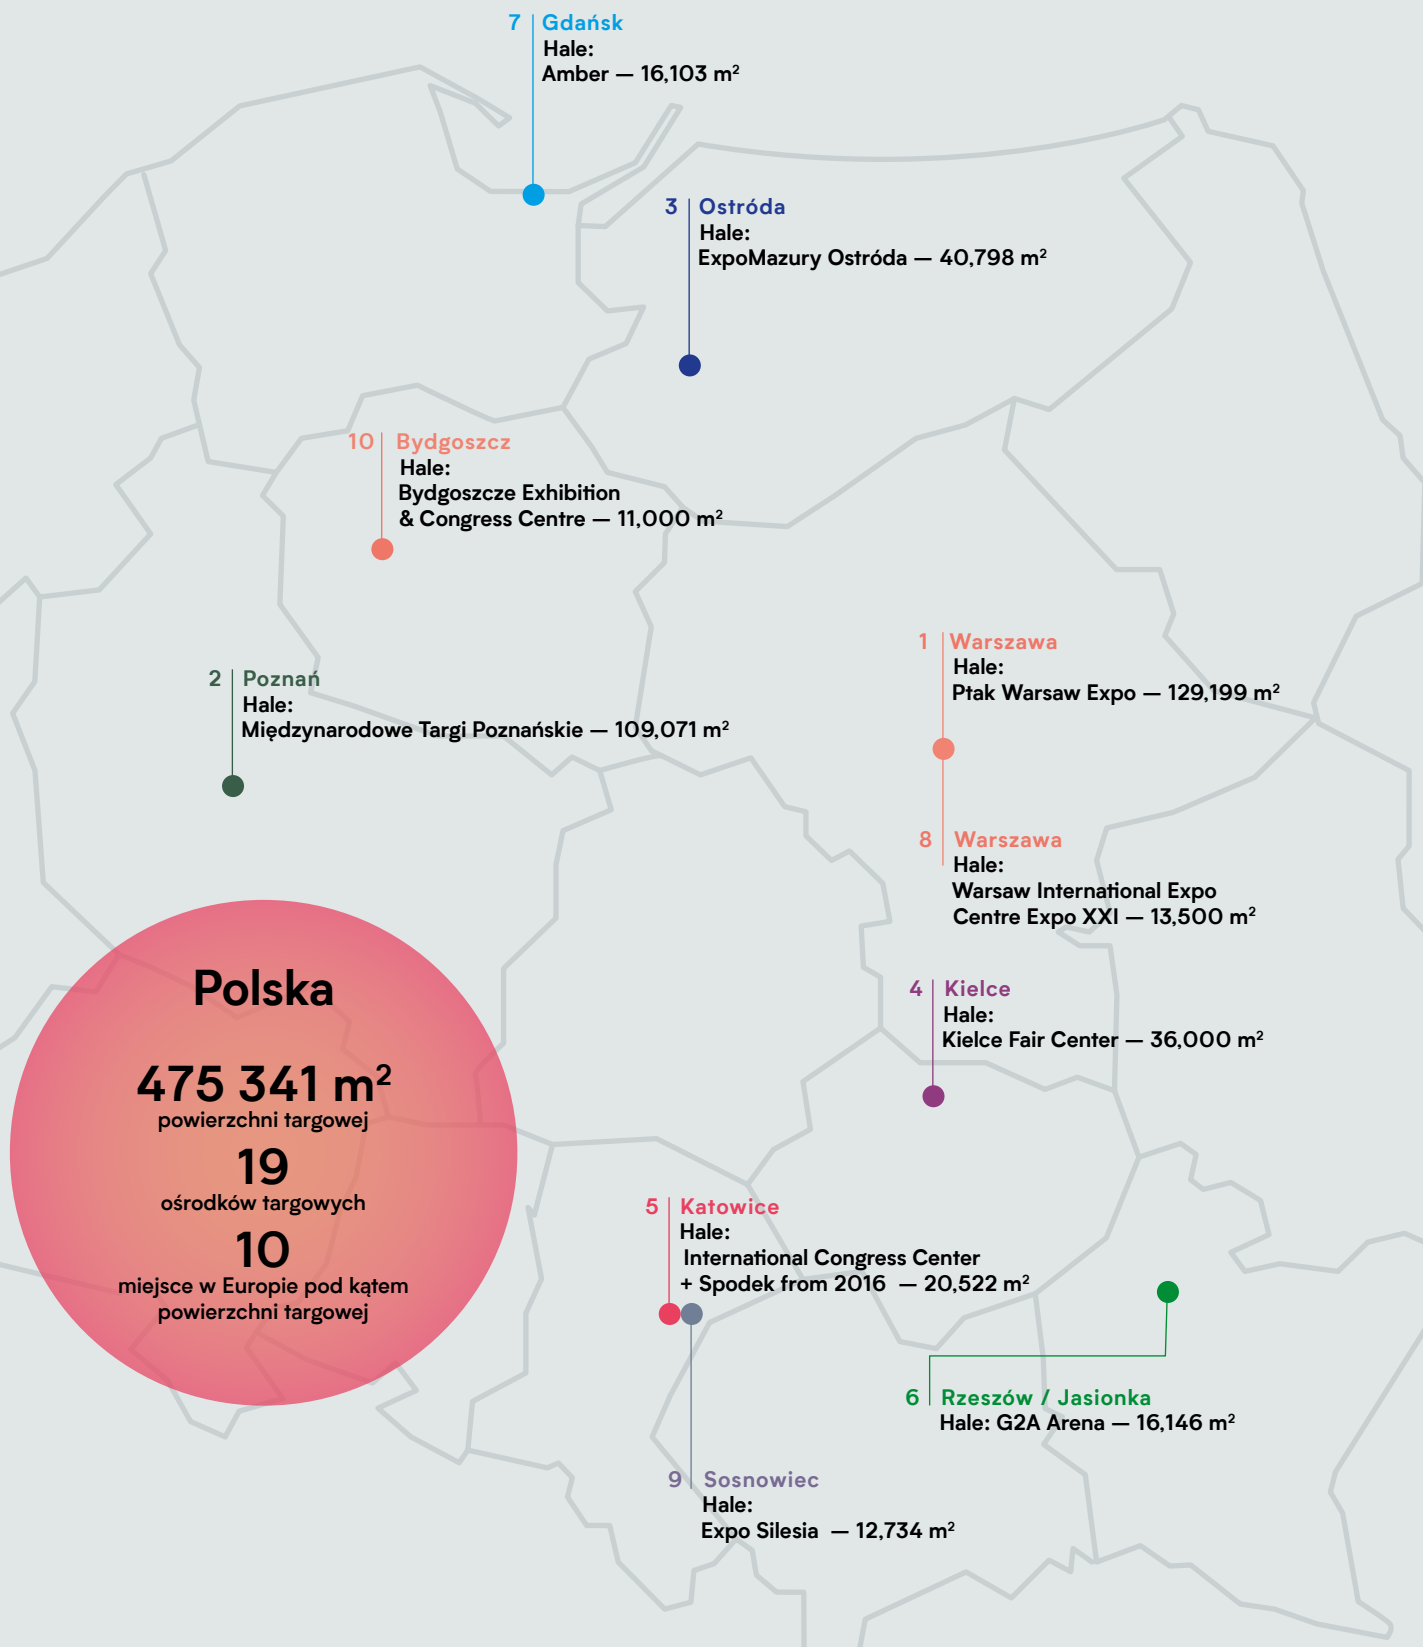 7 Gdańsk
Hale:
Amber — 16,103 m²
3 Ostróda
Hale:
ExpoMazury Ostróda — 40,798 m²
10 Bydgoszcz
Hale:
Bydgoszcze Exhibition
& Congress Centre — 11,000 m²
1 Warszawa
Hale:
Ptak Warsaw Expo — 129,199 m²
2 Poznań
Hale:
Międzynarodowe Targi Poznańskie — 109,071 m²
8 Warszawa
Hale:
Warsaw International Expo
Centre Expo XXI — 13,500 m²
Polska
475 341 m²
powierzchni targowej
19
ośrodków targowych
10
miejsce w Europie pod kątem
powierzchni targowej
4 Kielce
Hale:
Kielce Fair Center — 36,000 m²
5 Katowice
Hale:
International Congress Center
+ Spodek from 2016 — 20,522 m²
6 Rzeszów / Jasionka
Hale: G2A Arena — 16,146 m²
9 Sosnowiec
Hale:
Expo Silesia — 12,734 m²